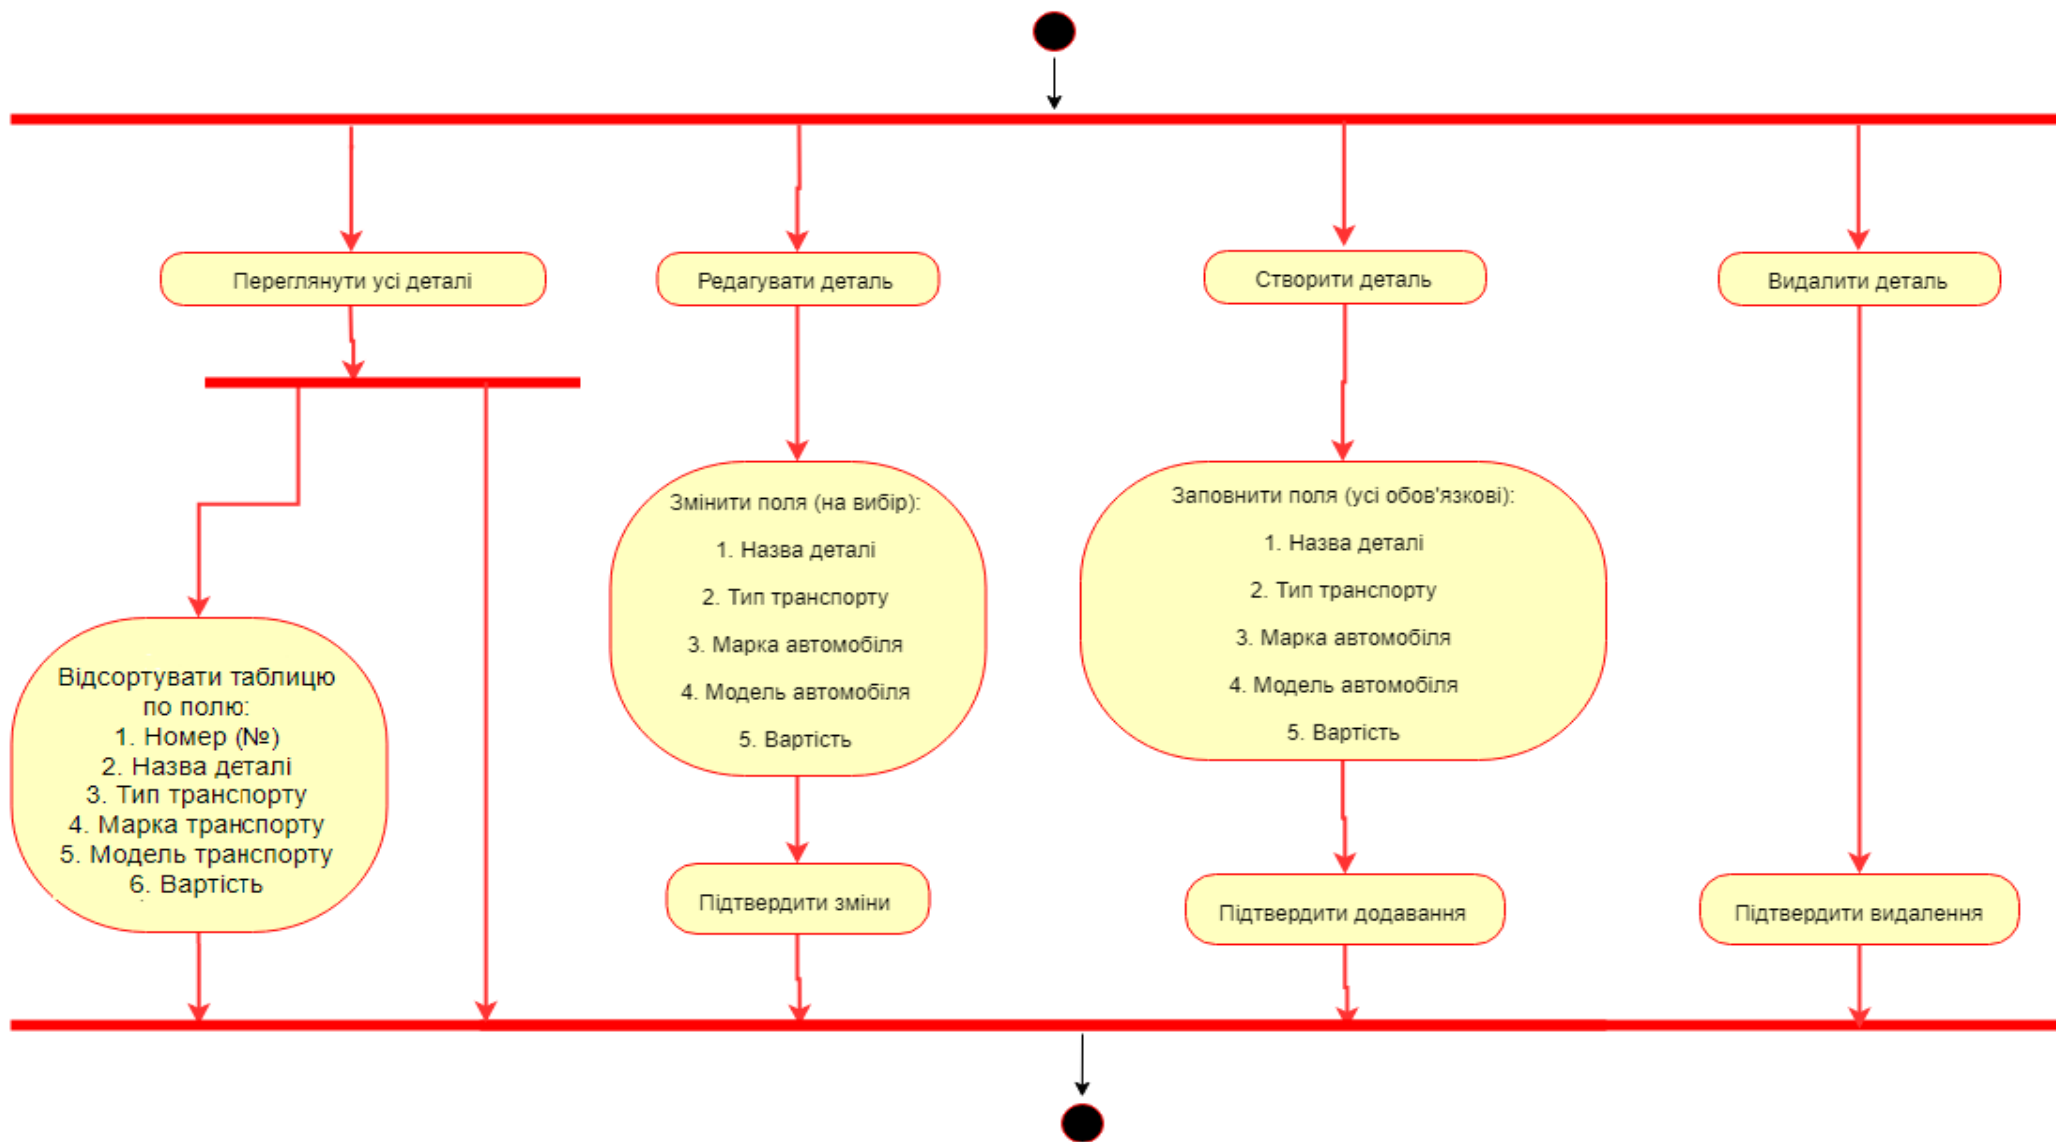 Переглянути усі деталі
Редагувати деталь
Створити деталь
Видалити деталь
Відсортувати таблицю
по полю:
1. Номер (№)
2. Назва деталі
3. Тип транспорту
4. Марка транспорту
5. Модель транспорту
6. Вартість
Змінити поля (на вибір):
1. Назва деталі
2. Тип транспорту
3. Марка автомобіля
4. Модель автомобіля
5. Вартість
Заповнити поля (усі обов'язкові):
1. Назва деталі
2. Тип транспорту
3. Марка автомобіля
4. Модель автомобіля
5. Вартість
Підтвердити зміни
Підтвердити додавання
Підтвердити видалення